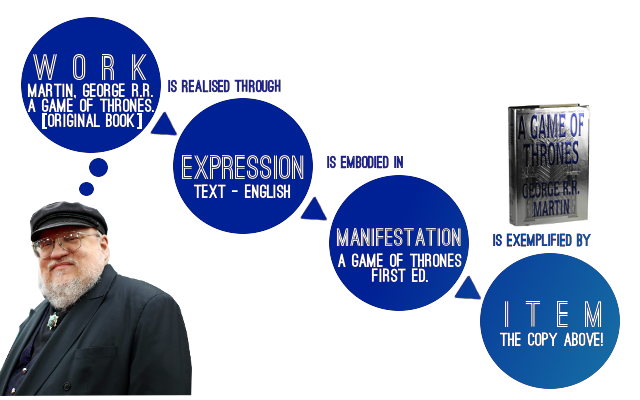 WORK
MARTIN, GEORGE R.R.
A GAME OF THRONES.
[ORIGINAL BOOK]
IS REALISED THROUGH
EXPRESSION
TEXT - ENGLISH
IS EMBODIED IN
MANIFESTATION
A GAME OF THRONES
FIRST ED.
A GAME OF
THRONES
GEORGE R.R.
MARTIN
IS EXEMPLIFIED BY
ITEM
THE COPY ABOVE!